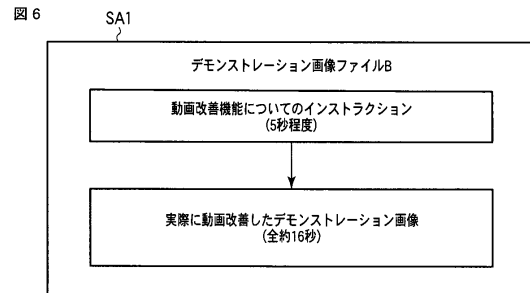 図6
SA1
デモンストレーション画像ファイルB
動画改善機能についてのインストラクション
(5秒程度)
実際に動画改善したデモンストレーション画像
(全約16秒)